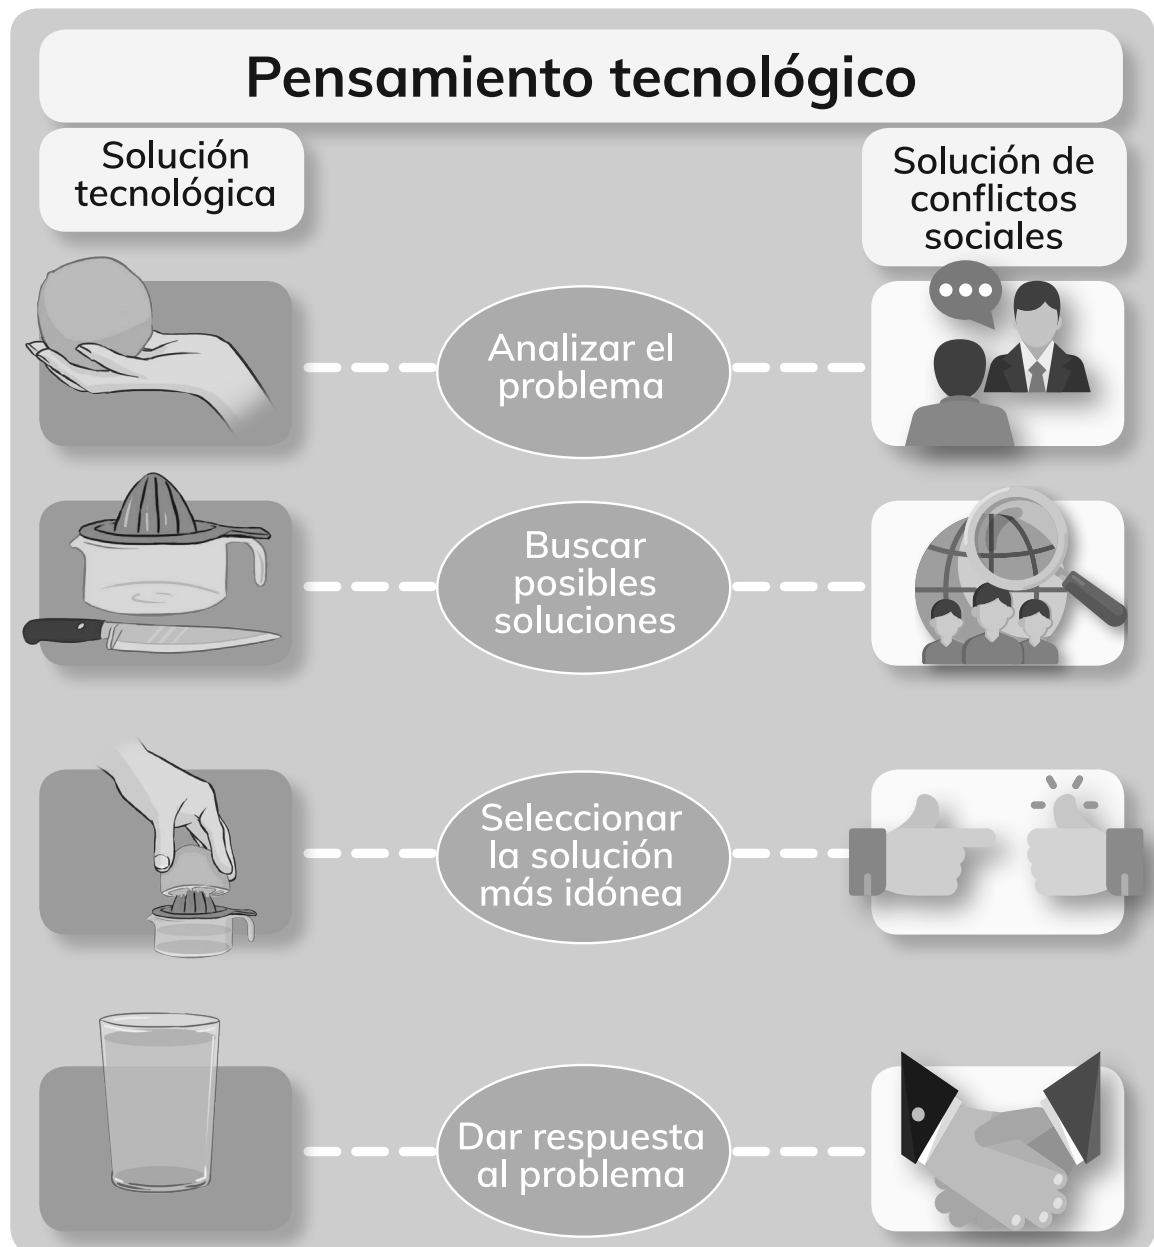 Pensamiento tecnológico
Solución
tecnológica
Solución de
conflictos
sociales
Analizar el
problema
Buscar
posibles
soluciones
Seleccionar
la solución
más idónea
Dar respuesta
al problema